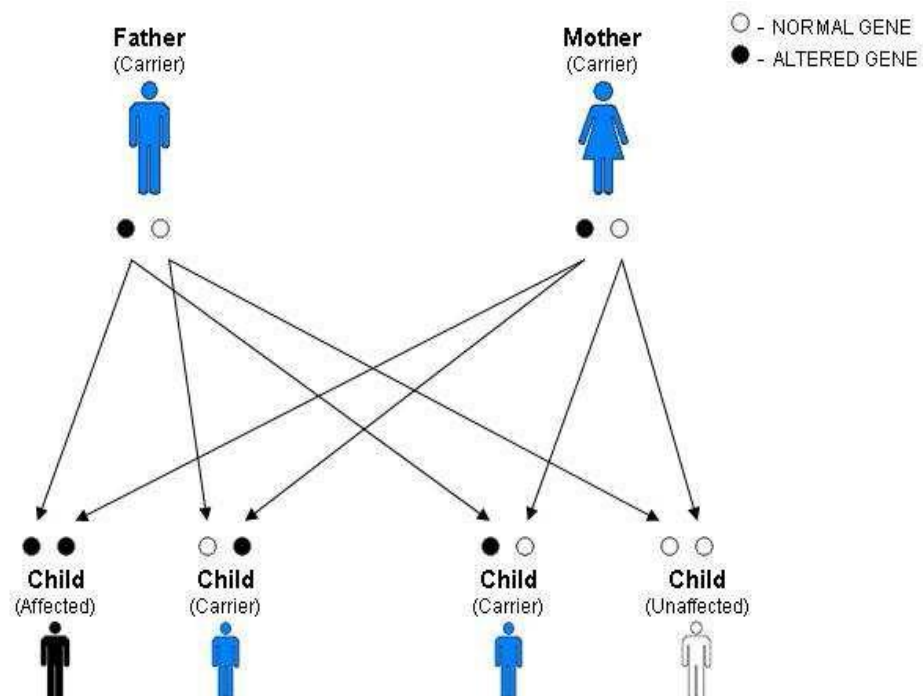 Father
(Carrier)
Mother
(Carrier)
- NORMAL GENE
- ALTERED GENE
Child
(Affected)
Child
(Carrier)
Child
(Carrier)
Child
(Unaffected)